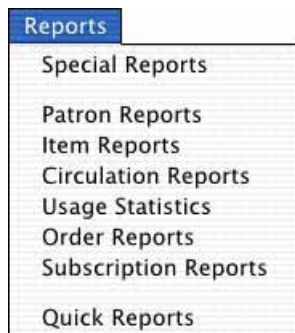 Reports
Special Reports
Patron Reports
Item Reports
Circulation Reports
Usage Statistics
Order Reports
Subscription Reports
Quick Reports